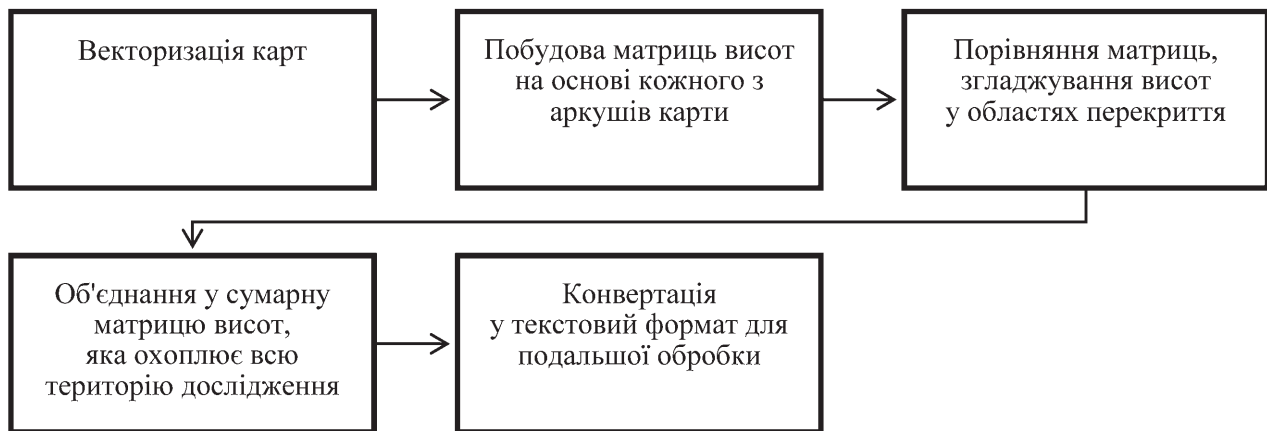 Векторизація карт
Побудова матриць висот
на основі кожного з
аркушів карти
Порівняння матриць,
згладжування висот
у областях перекриття
Об'єднання у сумарну
матрицю висот,
яка охоплює всю
територію дослідження
Конвертація
у текстовий формат для
подальшої обробки